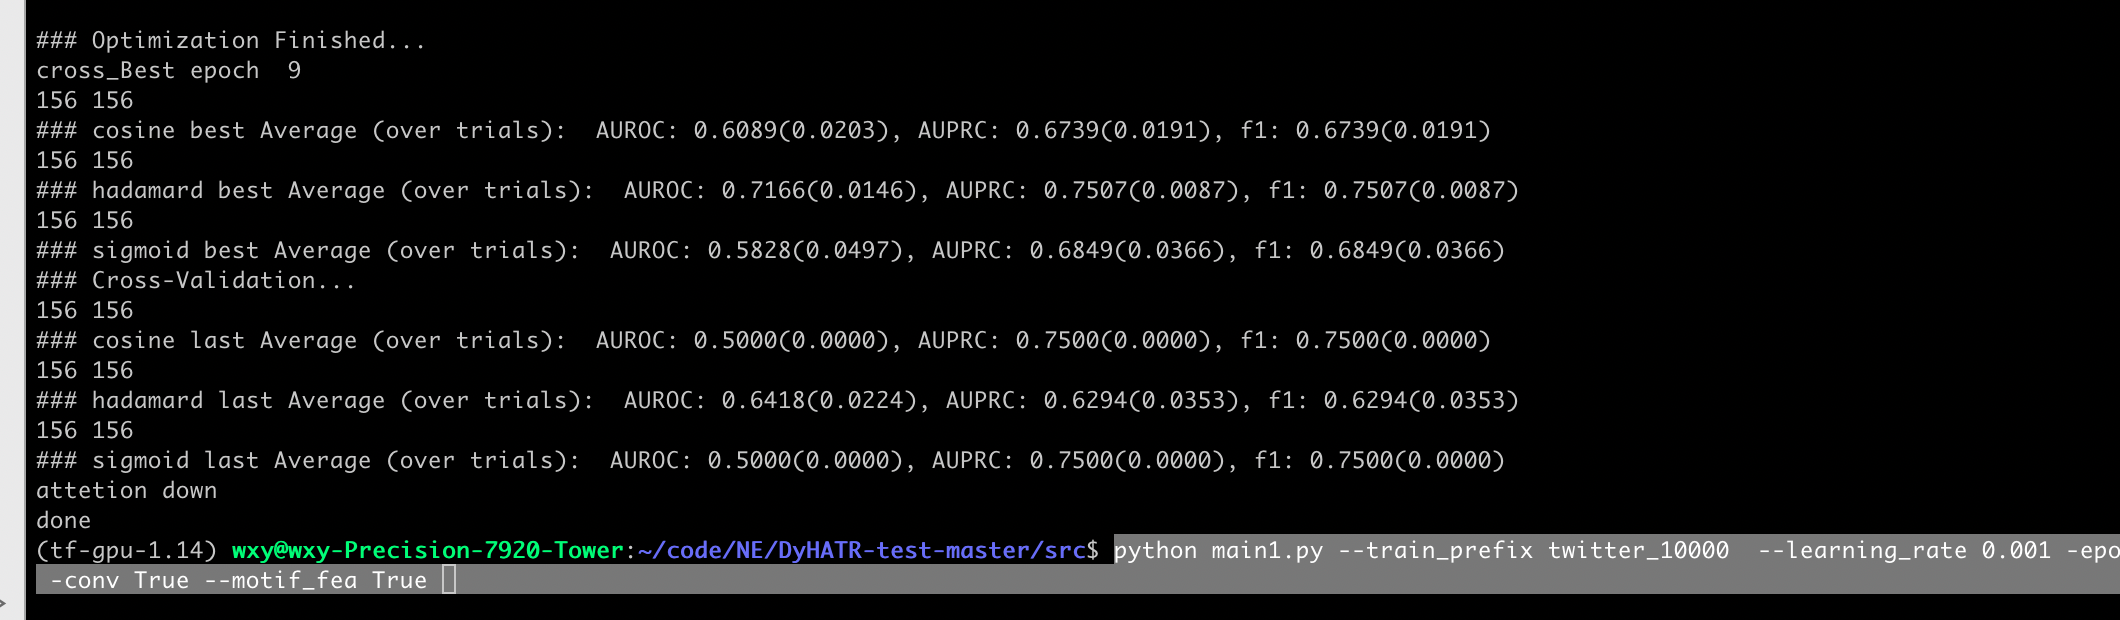 ### Optimization Finished...
cross_Best epoch  9
156 156
### cosine best Average (over trials):  AUROC: 0.6089(0.0203), AUPRC: 0.6739(0.0191), f1: 0.6739(0.0191)
156 156
### hadamard best Average (over trials):  AUROC: 0.7166(0.0146), AUPRC: 0.7507(0.0087), f1: 0.7507(0.0087)
156 156
### sigmoid best Average (over trials):  AUROC: 0.5828(0.0497), AUPRC: 0.6849(0.0366), f1: 0.6849(0.0366)
### Cross-Validation...
156 156
### cosine last Average (over trials):  AUROC: 0.5000(0.0000), AUPRC: 0.7500(0.0000), f1: 0.7500(0.0000)
156 156
### hadamard last Average (over trials):  AUROC: 0.6418(0.0224), AUPRC: 0.6294(0.0353), f1: 0.6294(0.0353)
156 156
### sigmoid last Average (over trials):  AUROC: 0.5000(0.0000), AUPRC: 0.7500(0.0000), f1: 0.7500(0.0000)
attetion down
done
(tf-gpu-1.14) wxy@wxy-Precision-7920-Tower:~/code/NE/DyHATR-test-master/src$ python main1.py --train_prefix twitter_10000  --learning_rate 0.001 -epo
-conv True --motif_fea True